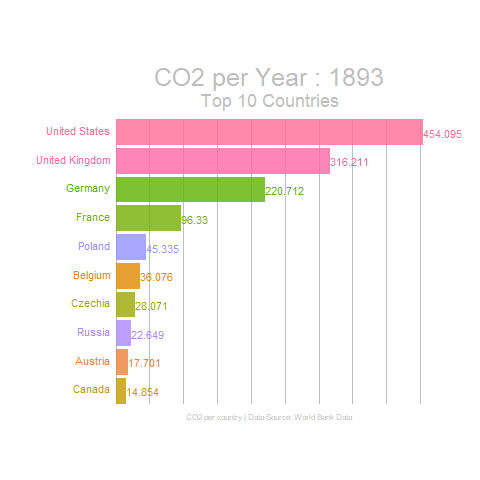 CO2 per Year : 1893
Top 10 Countries
United States 454.095
United Kingdom 316.211
Germany 220.712
France 96.33
Poland 45.335
Belgium 36.076
Czechia 28.071
Russia 22.649
Austria 17.701
Canada 14.854
CO2 per country | Data Source: World Bank Data